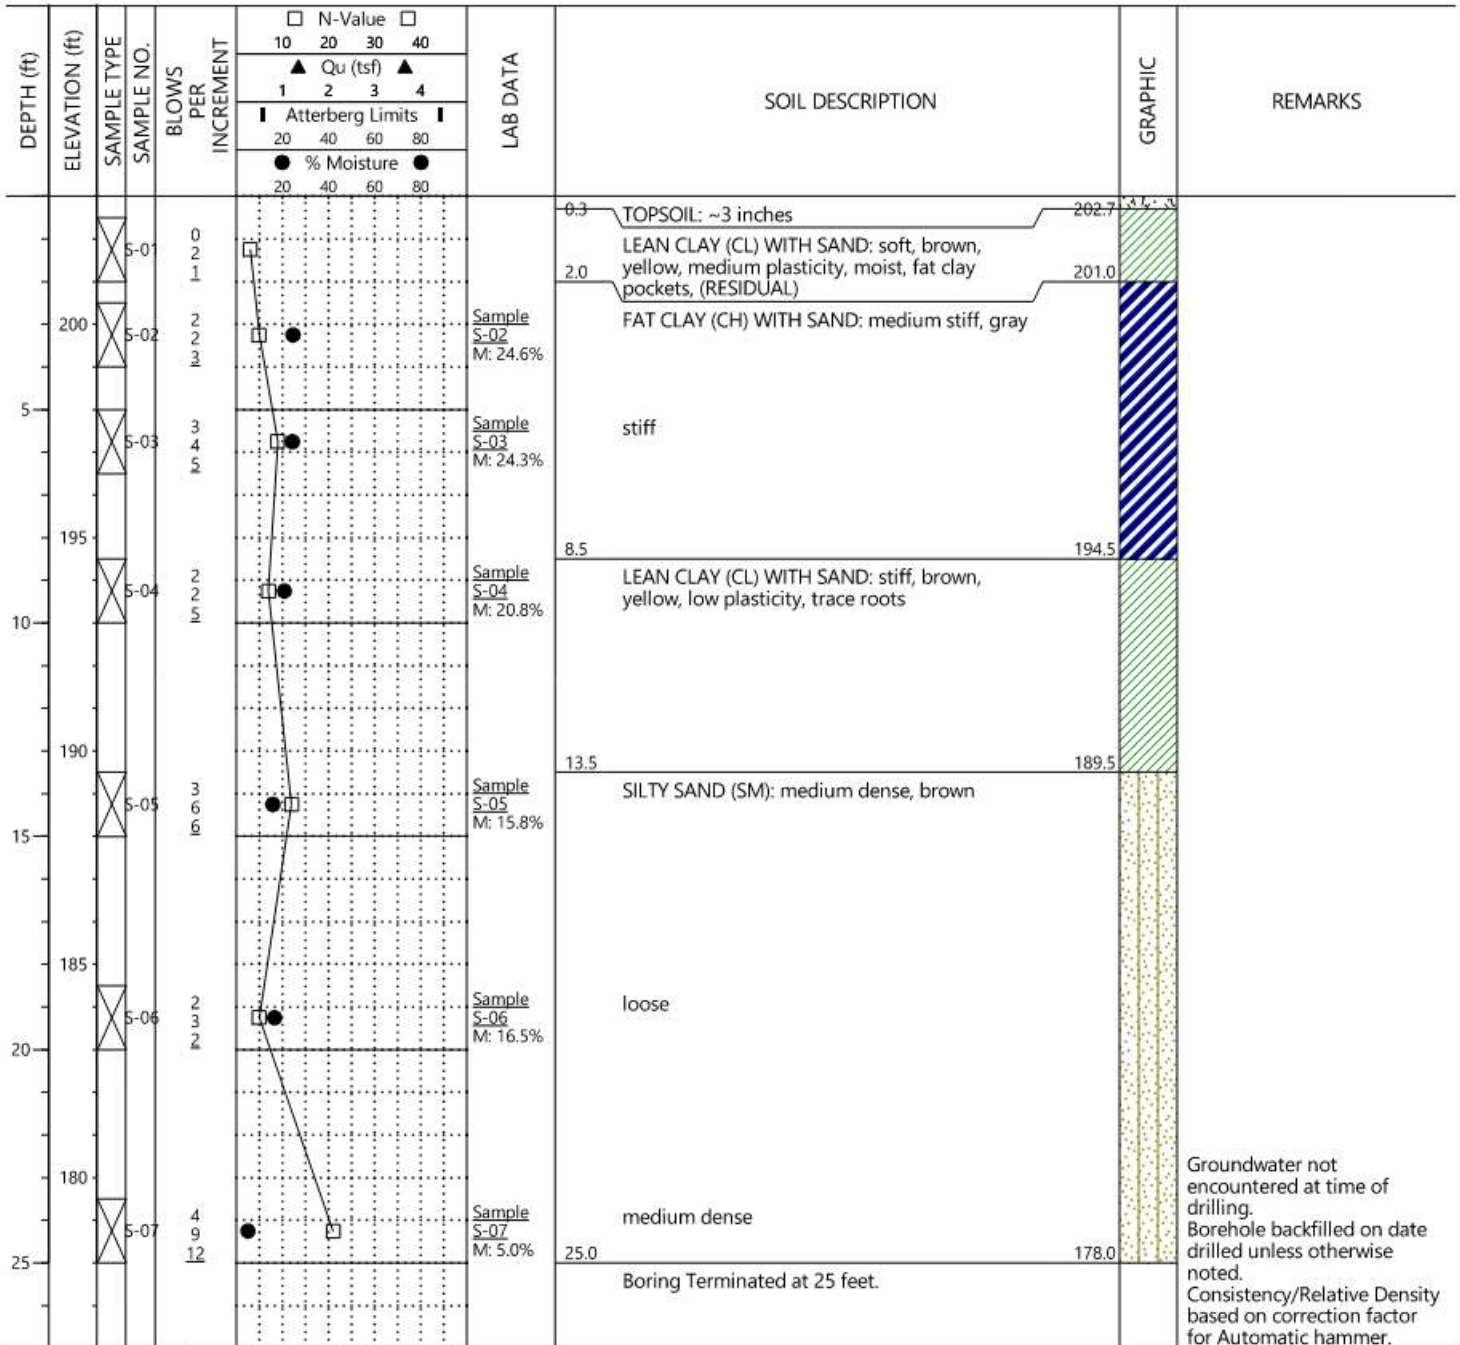 DEPTH (ft)
ELEVATION (ft)
SAMPLE TYPE
SAMPLE NO.
BLOWS
PER
INCREMENT
N-Value
10 20 30 40
Qu (tsf)
1 2 3 4
Atterberg Limits
20 40 60 80
% Moisture
20 40 60 80
LAB DATA
SOIL DESCRIPTION
GRAPHIC
REMARKS
0.3 TOPSOIL: ~3 inches 202.7
S-01
0
2
1
LEAN CLAY (CL) WITH SAND: soft, brown,
yellow, medium plasticity, moist, fat clay
2.0 201.0
pockets, (RESIDUAL)
200
S-02
2
2
3
Sample
S-02
M: 24.6%
FAT CLAY (CH) WITH SAND: medium stiff, gray
5
S-03
3
4
5
Sample
S-03
M: 24.3%
stiff
195
8.5 194.5
S-04
2
2
5
Sample
S-04
M: 20.8%
LEAN CLAY (CL) WITH SAND: stiff, brown,
yellow, low plasticity, trace roots
10
190
13.5 189.5
S-05
3
6
6
Sample
S-05
M: 15.8%
SILTY SAND (SM): medium dense, brown
15
185
S-06
2
3
2
Sample
S-06
M: 16.5%
loose
20
180
S-07
4
9
12
Sample
S-07
M: 5.0%
medium dense
25
25.0 178.0
Boring Terminated at 25 feet.
Groundwater not
encountered at time of
drilling.
Borehole backfilled on date
drilled unless otherwise
noted.
Consistency/Relative Density
based on correction factor
for Automatic hammer.